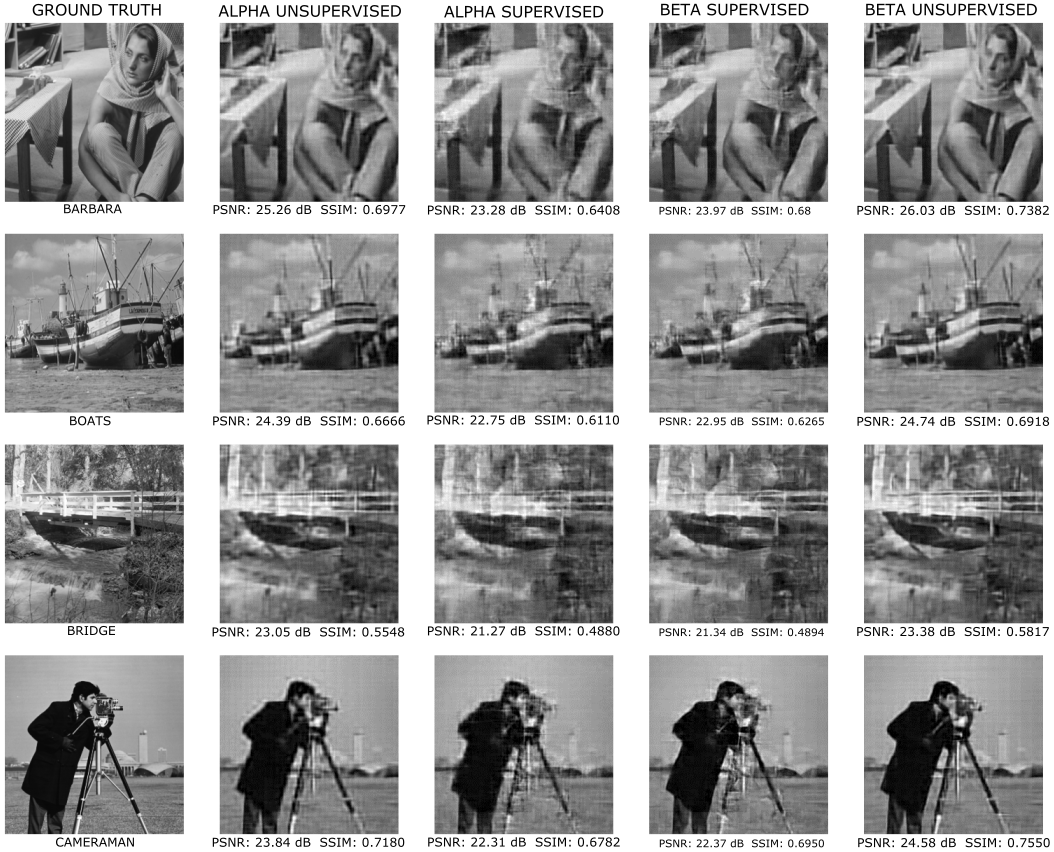 GROUND TRUTH ALPHA UNSUPERVISED ALPHA SUPERVISED BETA SUPERVISED BETA UNSUPERVISED
BARBARA PSNR: 25.26 dB SSIM: 0.6977 PSNR: 23.28 dB SSIM: 0.6408 PSNR: 23.97 dB SSIM: 0.68 PSNR: 26.03 dB SSIM: 0.7382
BOATS PSNR: 24.39 dB SSIM: 0.6666 PSNR: 22.75 dB SSIM: 0.6110 PSNR: 22.95 dB SSIM: 0.6265 PSNR: 24.74 dB SSIM: 0.6918
BRIDGE PSNR: 23.05 dB SSIM: 0.5548 PSNR: 21.27 dB SSIM: 0.4880 PSNR: 21.34 dB SSIM: 0.4894 PSNR: 23.38 dB SSIM: 0.5817
CAMERAMAN PSNR: 23.84 dB SSIM: 0.7180 PSNR: 22.31 dB SSIM: 0.6782 PSNR: 22.37 dB SSIM: 0.6950 PSNR: 24.58 dB SSIM: 0.7550